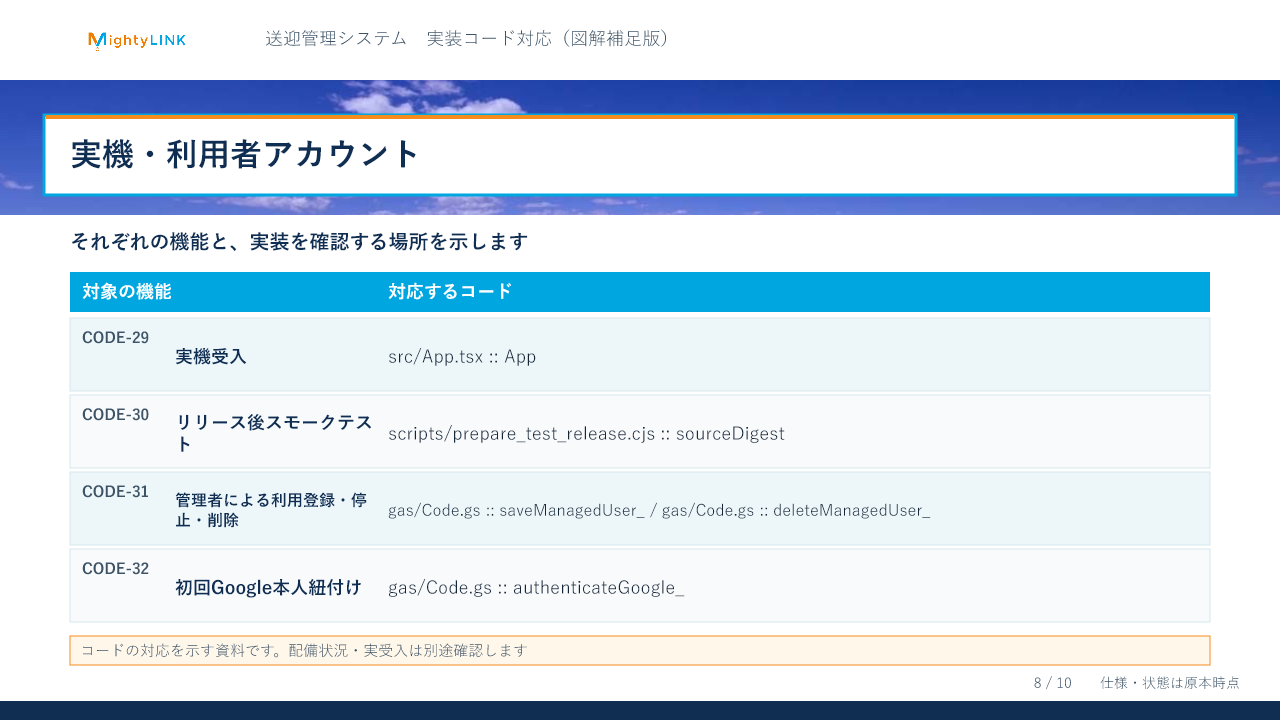 MightyLINK
送迎管理システム　実装コード対応（図解補足版）
実機・利用者アカウント
それぞれの機能と、実装を確認する場所を示します
対象の機能 対応するコード
CODE-29
実機受入 src/App.tsx :: App
CODE-30
リリース後スモークテス
ト
scripts/prepare_test_release.cjs :: sourceDigest
CODE-31
管理者による利用登録・停
止・削除
gas/Code.gs :: saveManagedUser_ / gas/Code.gs :: deleteManagedUser_
CODE-32
初回Google本人紐付け gas/Code.gs :: authenticateGoogle_
コードの対応を示す資料です。配備状況・実受入は別途確認します
8 / 10 仕様・状態は原本時点